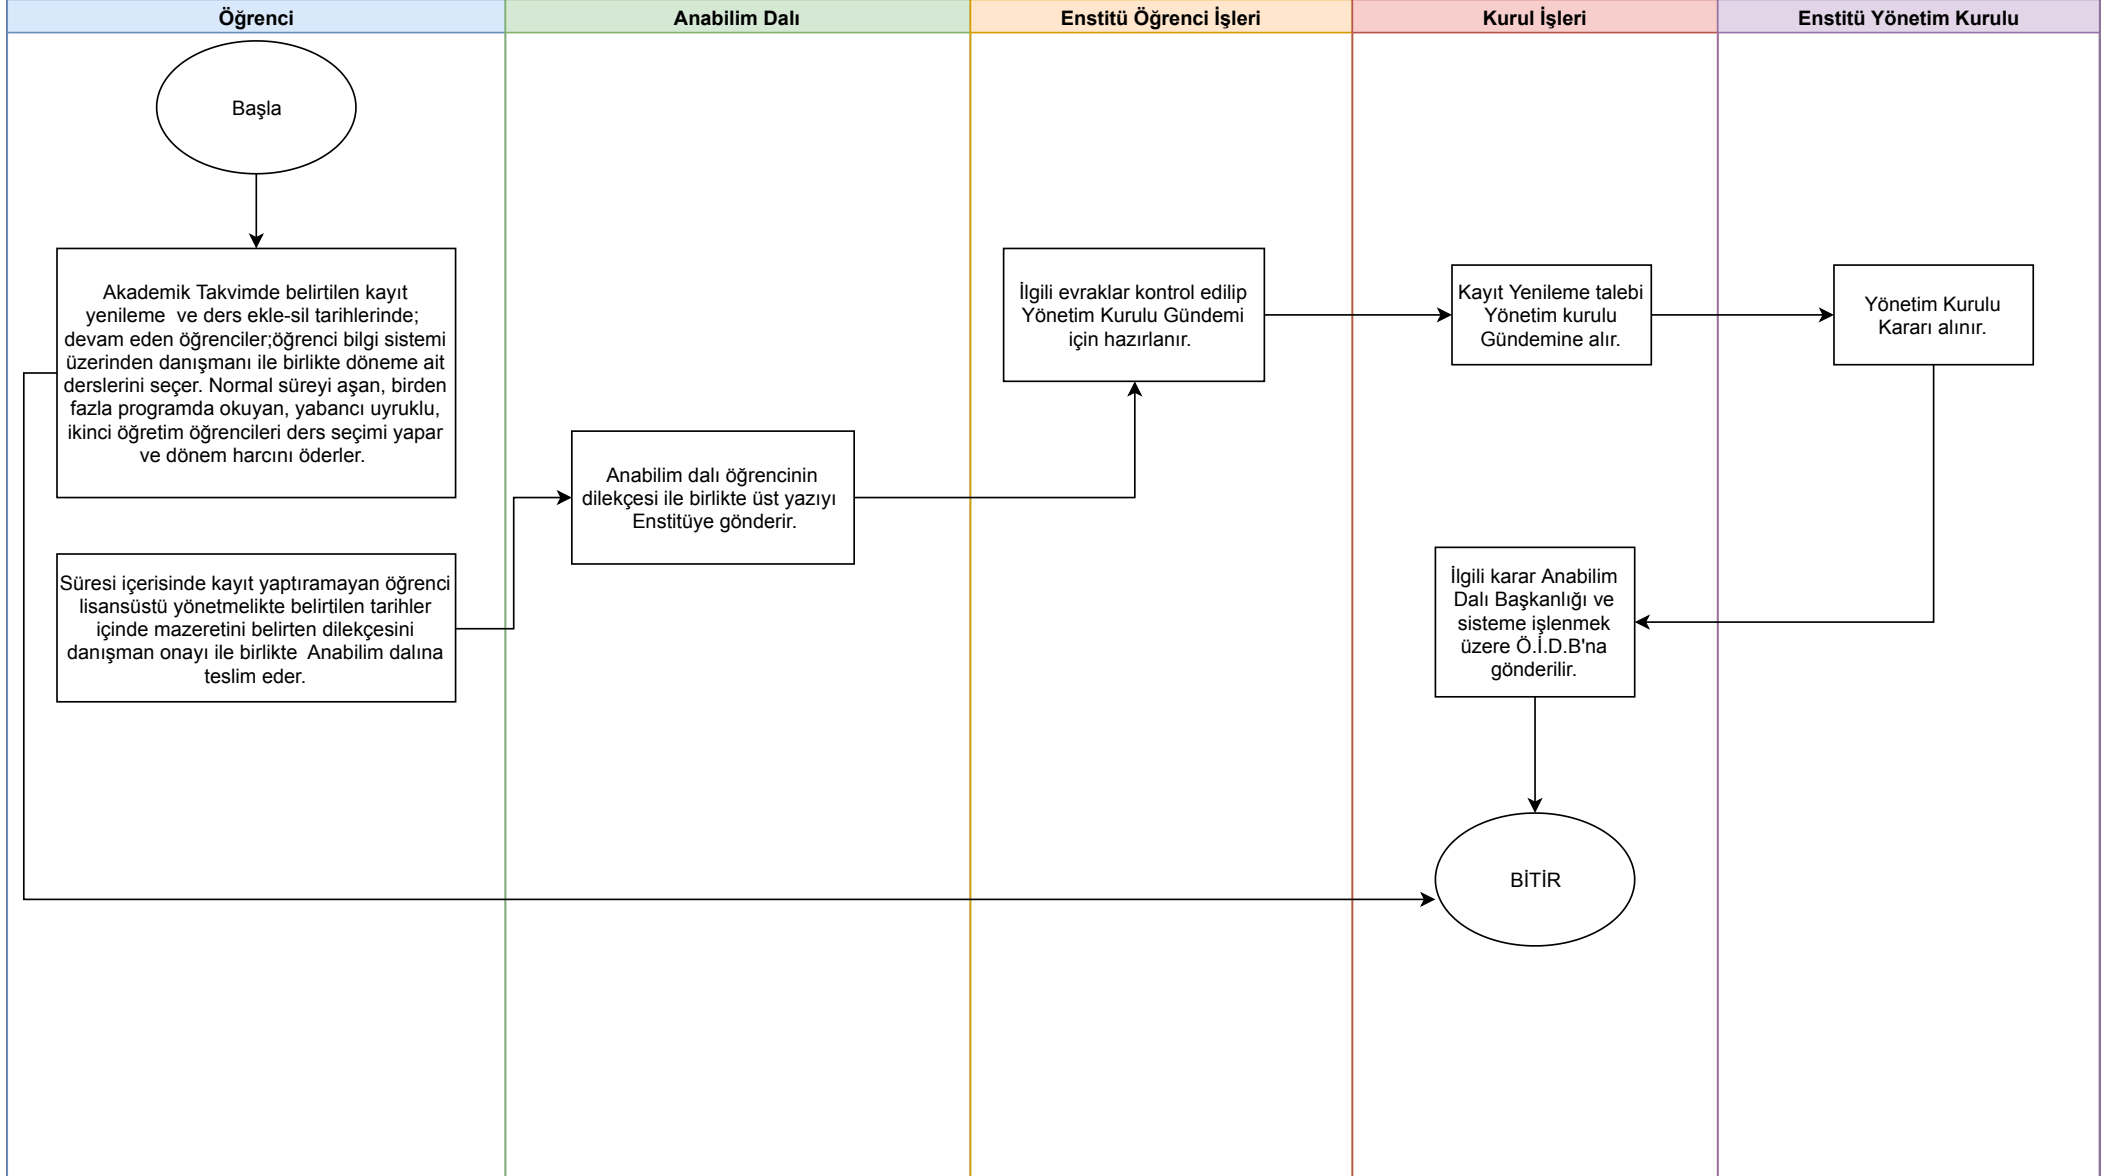 Öğrenci
Anabilim Dalı
Enstitü Öğrenci İşleri
Kurul İşleri
Enstitü Yönetim Kurulu
Başla
Akademik Takvimde belirtilen kayıt
yenileme  ve ders ekle-sil tarihlerinde;
devam eden öğrenciler;öğrenci bilgi sistemi
üzerinden danışmanı ile birlikte döneme ait
derslerini seçer. Normal süreyi aşan, birden
fazla programda okuyan, yabancı uyruklu,
ikinci öğretim öğrencileri ders seçimi yapar
ve dönem harcını öderler.
Süresi içerisinde kayıt yaptıramayan öğrenci
lisansüstü yönetmelikte belirtilen tarihler
içinde mazeretini belirten dilekçesini
danışman onayı ile birlikte  Anabilim dalına
teslim eder.
Anabilim dalı öğrencinin
dilekçesi ile birlikte üst yazıyı
Enstitüye gönderir.
İlgili evraklar kontrol edilip
Yönetim Kurulu Gündemi
için hazırlanır.
Kayıt Yenileme talebi
Yönetim kurulu
Gündemine alır.
Yönetim Kurulu
Kararı alınır.
İlgili karar Anabilim
Dalı Başkanlığı ve
sisteme işlenmek
üzere Ö.İ.D.B'na
gönderilir.
BİTİR